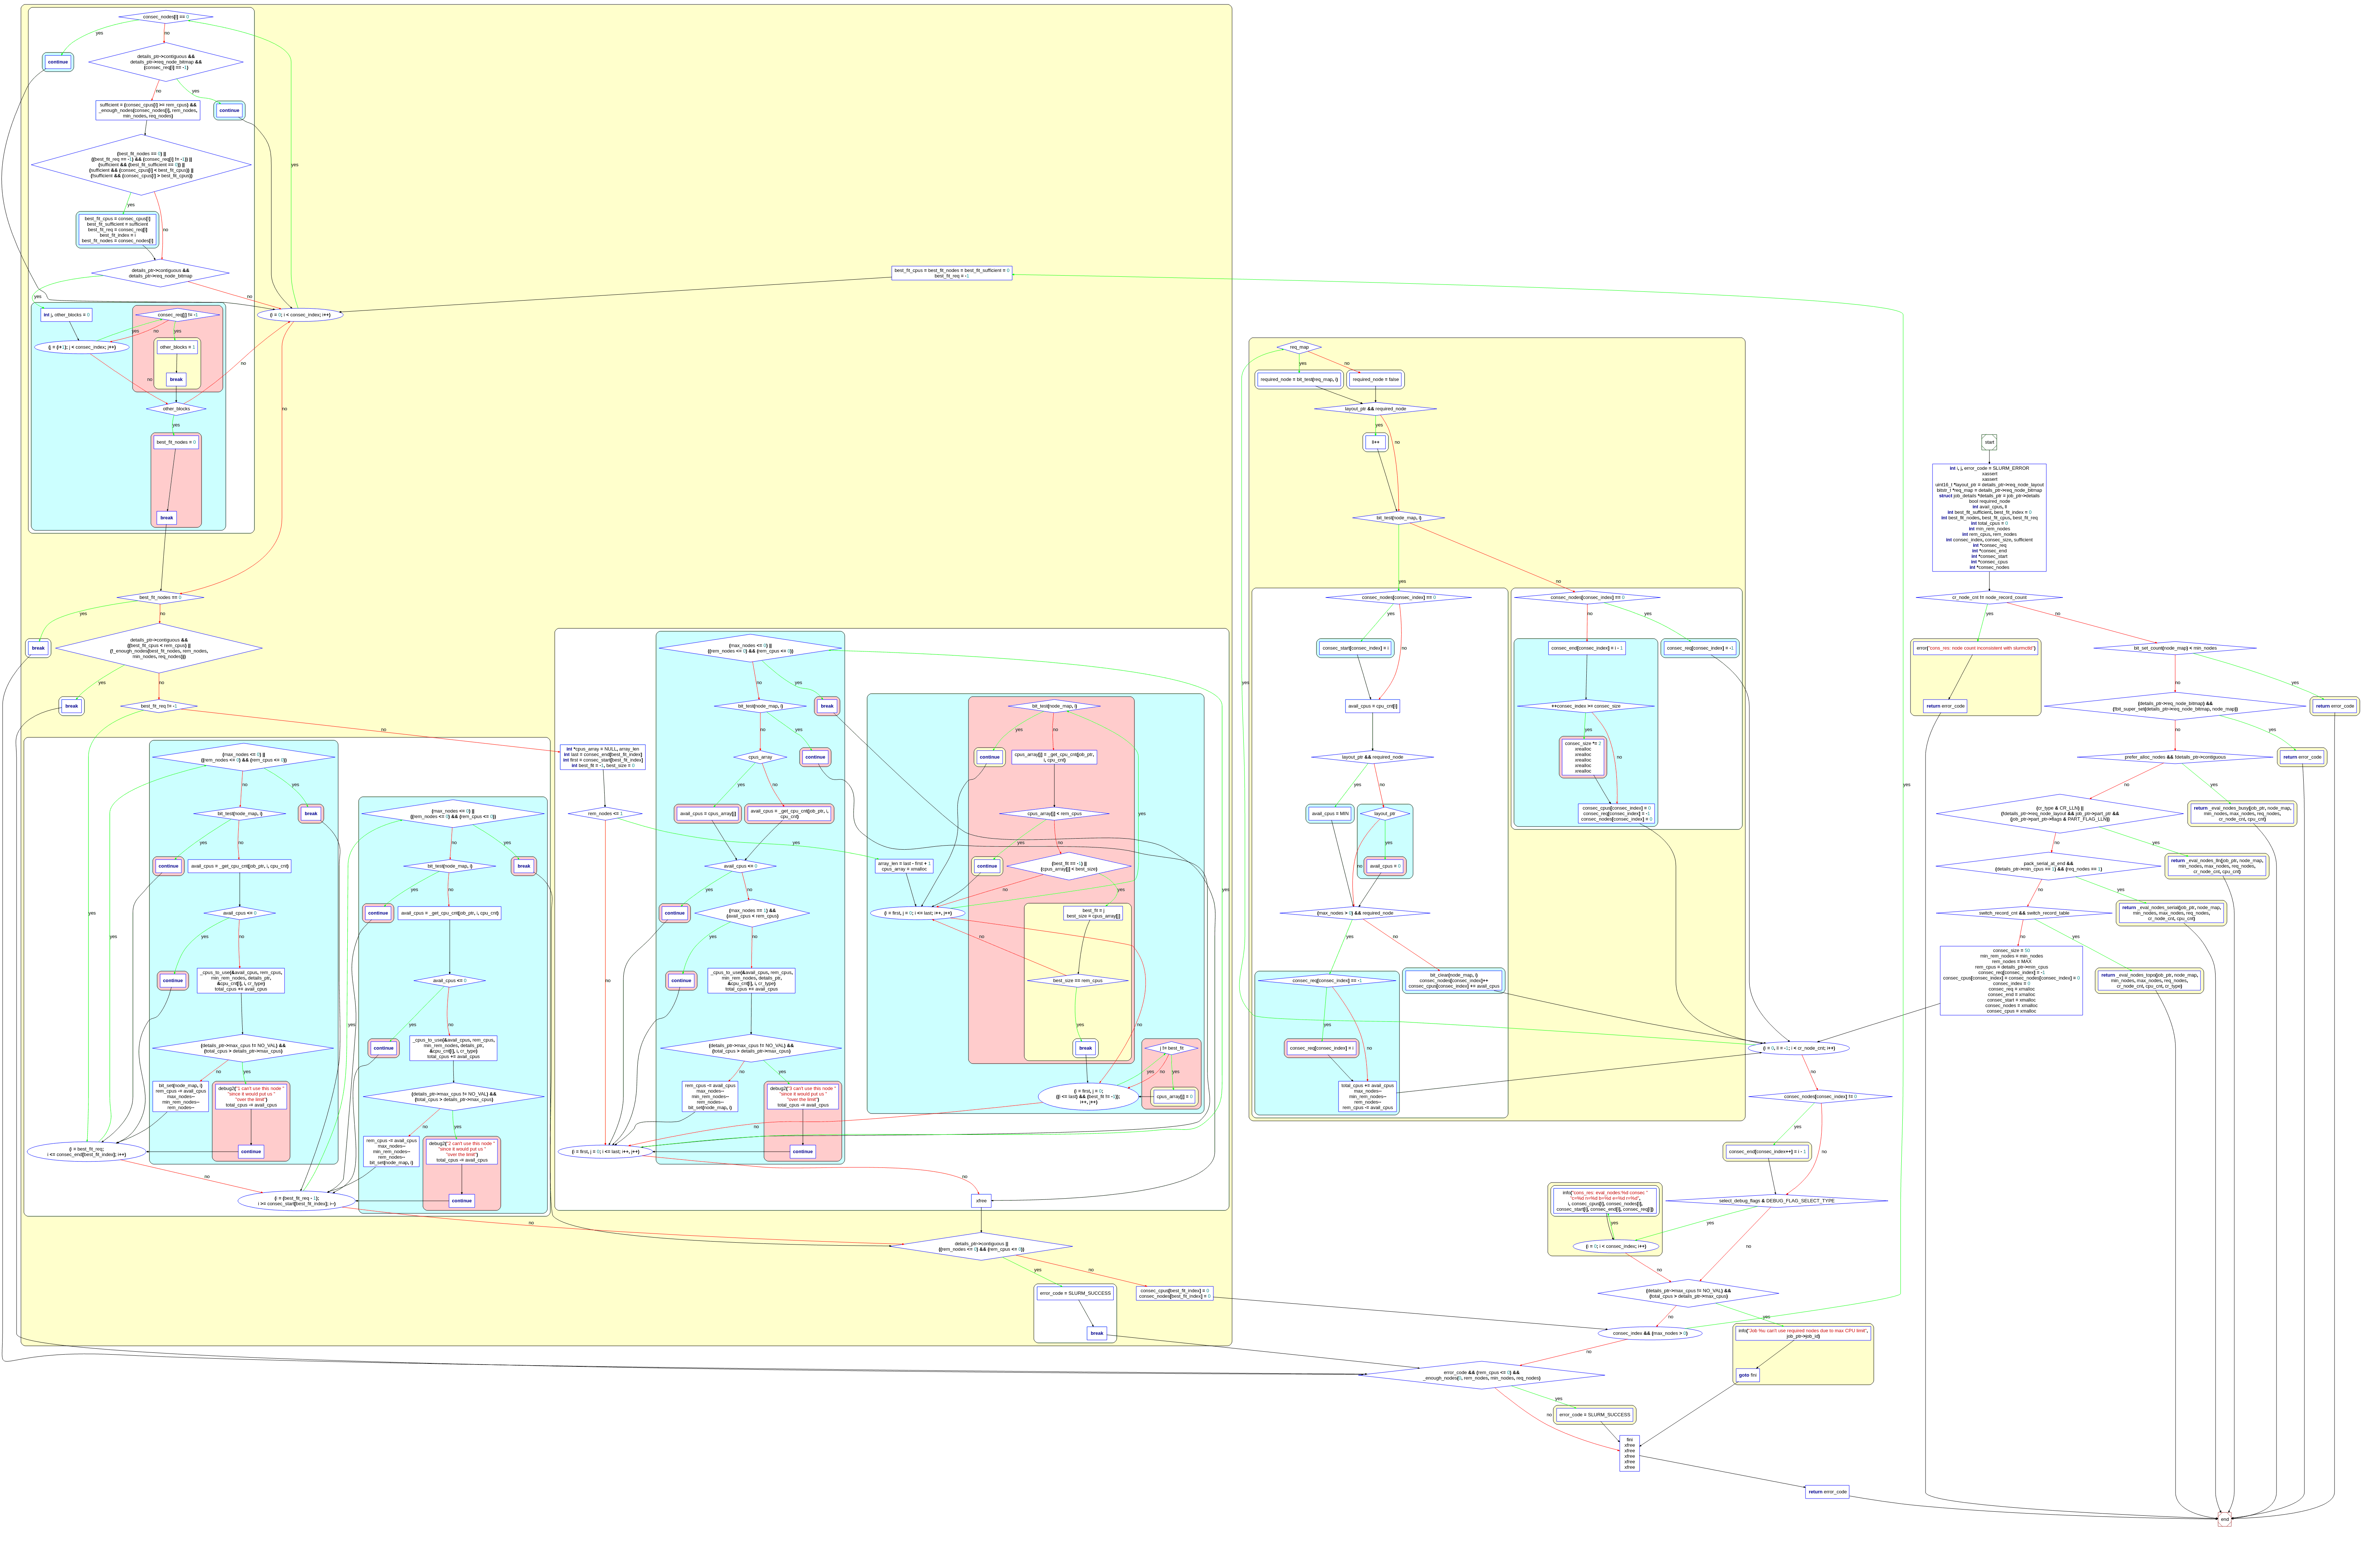 start
int i, j, error_code = SLURM_ERROR
xassert
xassert
uint16_t *layout_ptr = details_ptr->req_node_layout
bitstr_t *req_map = details_ptr->req_node_bitmap
struct job_details *details_ptr = job_ptr->details
bool required_node
int avail_cpus, ll
int best_fit_sufficient, best_fit_index = 0
int best_fit_nodes, best_fit_cpus, best_fit_req
int total_cpus = 0
int min_rem_nodes
int rem_cpus, rem_nodes
int consec_index, consec_size, sufficient
int *consec_req
int *consec_end
int *consec_start
int *consec_cpus
int *consec_nodes
cr_node_cnt != node_record_count
yes
no
error("cons_res: node count inconsistent with slurmctld")
return error_code
bit_set_count(node_map) < min_nodes
yes
no
return error_code
(details_ptr->req_node_bitmap) &&
(!bit_super_set(details_ptr->req_node_bitmap, node_map))
yes
no
return error_code
prefer_alloc_nodes && !details_ptr->contiguous
yes
no
return _eval_nodes_busy(job_ptr, node_map,
min_nodes, max_nodes, req_nodes,
cr_node_cnt, cpu_cnt)
(cr_type & CR_LLN) ||
(!details_ptr->req_node_layout && job_ptr->part_ptr &&
(job_ptr->part_ptr->flags & PART_FLAG_LLN))
yes
no
return _eval_nodes_lln(job_ptr, node_map,
min_nodes, max_nodes, req_nodes,
cr_node_cnt, cpu_cnt)
pack_serial_at_end &&
(details_ptr->min_cpus == 1) && (req_nodes == 1)
yes
no
return _eval_nodes_serial(job_ptr, node_map,
min_nodes, max_nodes, req_nodes,
cr_node_cnt, cpu_cnt)
switch_record_cnt && switch_record_table
yes
no
return _eval_nodes_topo(job_ptr, node_map,
min_nodes, max_nodes, req_nodes,
cr_node_cnt, cpu_cnt, cr_type)
consec_size = 50
min_rem_nodes = min_nodes
rem_nodes = MAX
rem_cpus = details_ptr->min_cpus
consec_req[consec_index] = -1
consec_cpus[consec_index] = consec_nodes[consec_index] = 0
consec_index = 0
consec_req = xmalloc
consec_end = xmalloc
consec_start = xmalloc
consec_nodes = xmalloc
consec_cpus = xmalloc
(i = 0, ll = -1; i < cr_node_cnt; i++)
yes
no
req_map
yes
no
required_node = bit_test(req_map, i)
required_node = false
layout_ptr && required_node
yes
no
ll++
bit_test(node_map, i)
yes
no
consec_nodes[consec_index] == 0
yes
no
consec_start[consec_index] = i
avail_cpus = cpu_cnt[i]
layout_ptr && required_node
yes
no
avail_cpus = MIN
layout_ptr
yes
no
avail_cpus = 0
(max_nodes > 0) && required_node
yes
no
consec_req[consec_index] == -1
yes
no
consec_req[consec_index] = i
total_cpus += avail_cpus
max_nodes--
min_rem_nodes--
rem_nodes--
rem_cpus -= avail_cpus
bit_clear(node_map, i)
consec_nodes[consec_index]++
consec_cpus[consec_index] += avail_cpus
consec_nodes[consec_index] == 0
no
yes
consec_req[consec_index] = -1
consec_end[consec_index] = i - 1
++consec_index >= consec_size
yes
no
consec_size *= 2
xrealloc
xrealloc
xrealloc
xrealloc
xrealloc
consec_cpus[consec_index] = 0
consec_req[consec_index] = -1
consec_nodes[consec_index] = 0
consec_nodes[consec_index] != 0
yes
no
consec_end[consec_index++] = i - 1
select_debug_flags & DEBUG_FLAG_SELECT_TYPE
yes
no
info("cons_res: eval_nodes:%d consec "
"c=%d n=%d b=%d e=%d r=%d",
i, consec_cpus[i], consec_nodes[i],
consec_start[i], consec_end[i], consec_req[i])
yes
(i = 0; i < consec_index; i++)
no
(details_ptr->max_cpus != NO_VAL) &&
(total_cpus > details_ptr->max_cpus)
yes
no
info("Job %u can't use required nodes due to max CPU limit",
job_ptr->job_id)
goto fini
consec_index && (max_nodes > 0)
yes
no
best_fit_cpus = best_fit_nodes = best_fit_sufficient = 0
best_fit_req = -1
(i = 0; i < consec_index; i++)
yes
no
consec_nodes[i] == 0
yes
no
continue
details_ptr->contiguous &&
details_ptr->req_node_bitmap &&
(consec_req[i] == -1)
no
yes
continue
sufficient = (consec_cpus[i] >= rem_cpus) &&
_enough_nodes(consec_nodes[i], rem_nodes,
min_nodes, req_nodes)
(best_fit_nodes == 0) ||
((best_fit_req == -1) && (consec_req[i] != -1)) ||
(sufficient && (best_fit_sufficient == 0)) ||
(sufficient && (consec_cpus[i] < best_fit_cpus)) ||
(!sufficient && (consec_cpus[i] > best_fit_cpus))
yes
no
best_fit_cpus = consec_cpus[i]
best_fit_sufficient = sufficient
best_fit_req = consec_req[i]
best_fit_index = i
best_fit_nodes = consec_nodes[i]
details_ptr->contiguous &&
details_ptr->req_node_bitmap
yes
no
int j, other_blocks = 0
(j = (i+1); j < consec_index; j++)
yes
no
consec_req[j] != -1
no
yes
other_blocks = 1
break
other_blocks
no
yes
best_fit_nodes = 0
break
best_fit_nodes == 0
yes
no
break
details_ptr->contiguous &&
((best_fit_cpus < rem_cpus) ||
(!_enough_nodes(best_fit_nodes, rem_nodes,
min_nodes, req_nodes)))
yes
no
break
best_fit_req != -1
yes
no
(max_nodes <= 0) ||
((rem_nodes <= 0) && (rem_cpus <= 0))
yes
no
break
bit_test(node_map, i)
yes
no
continue
avail_cpus = _get_cpu_cnt(job_ptr, i, cpu_cnt)
avail_cpus <= 0
yes
no
continue
_cpus_to_use(&avail_cpus, rem_cpus,
min_rem_nodes, details_ptr,
&cpu_cnt[i], i, cr_type)
total_cpus += avail_cpus
(details_ptr->max_cpus != NO_VAL) &&
(total_cpus > details_ptr->max_cpus)
no
yes
bit_set(node_map, i)
rem_cpus -= avail_cpus
max_nodes--
min_rem_nodes--
rem_nodes--
debug2("1 can't use this node "
"since it would put us "
"over the limit")
total_cpus -= avail_cpus
continue
(i = best_fit_req;
i <= consec_end[best_fit_index]; i++)
yes
no
(max_nodes <= 0) ||
((rem_nodes <= 0) && (rem_cpus <= 0))
yes
no
break
bit_test(node_map, i)
yes
no
continue
avail_cpus = _get_cpu_cnt(job_ptr, i, cpu_cnt)
avail_cpus <= 0
yes
no
continue
_cpus_to_use(&avail_cpus, rem_cpus,
min_rem_nodes, details_ptr,
&cpu_cnt[i], i, cr_type)
total_cpus += avail_cpus
(details_ptr->max_cpus != NO_VAL) &&
(total_cpus > details_ptr->max_cpus)
no
yes
rem_cpus -= avail_cpus
max_nodes--
min_rem_nodes--
rem_nodes--
bit_set(node_map, i)
debug2("2 can't use this node "
"since it would put us "
"over the limit")
total_cpus -= avail_cpus
continue
(i = (best_fit_req - 1);
i >= consec_start[best_fit_index]; i--)
yes
no
int *cpus_array = NULL, array_len
int last = consec_end[best_fit_index]
int first = consec_start[best_fit_index]
int best_fit = -1, best_size = 0
rem_nodes <= 1
yes
no
array_len = last - first + 1
cpus_array = xmalloc
(i = first, j = 0; i <= last; i++, j++)
yes
no
bit_test(node_map, i)
yes
no
continue
cpus_array[j] = _get_cpu_cnt(job_ptr,
i, cpu_cnt)
cpus_array[j] < rem_cpus
yes
no
continue
(best_fit == -1) ||
(cpus_array[j] < best_size)
no
yes
best_fit = j
best_size = cpus_array[j]
best_size == rem_cpus
no
yes
break
(i = first, j = 0;
((i <= last) && (best_fit != -1));
i++, j++)
yes
no
j != best_fit
no
yes
cpus_array[j] = 0
(i = first, j = 0; i <= last; i++, j++)
yes
no
(max_nodes <= 0) ||
((rem_nodes <= 0) && (rem_cpus <= 0))
yes
no
break
bit_test(node_map, i)
yes
no
continue
cpus_array
yes
no
avail_cpus = cpus_array[j]
avail_cpus = _get_cpu_cnt(job_ptr, i,
cpu_cnt)
avail_cpus <= 0
yes
no
continue
(max_nodes == 1) &&
(avail_cpus < rem_cpus)
yes
no
continue
_cpus_to_use(&avail_cpus, rem_cpus,
min_rem_nodes, details_ptr,
&cpu_cnt[i], i, cr_type)
total_cpus += avail_cpus
(details_ptr->max_cpus != NO_VAL) &&
(total_cpus > details_ptr->max_cpus)
no
yes
rem_cpus -= avail_cpus
max_nodes--
min_rem_nodes--
rem_nodes--
bit_set(node_map, i)
debug2("3 can't use this node "
"since it would put us "
"over the limit")
total_cpus -= avail_cpus
continue
xfree
details_ptr->contiguous ||
((rem_nodes <= 0) && (rem_cpus <= 0))
yes
no
error_code = SLURM_SUCCESS
break
consec_cpus[best_fit_index] = 0
consec_nodes[best_fit_index] = 0
error_code && (rem_cpus <= 0) &&
_enough_nodes(0, rem_nodes, min_nodes, req_nodes)
yes
no
error_code = SLURM_SUCCESS
fini
xfree
xfree
xfree
xfree
xfree
return error_code
end